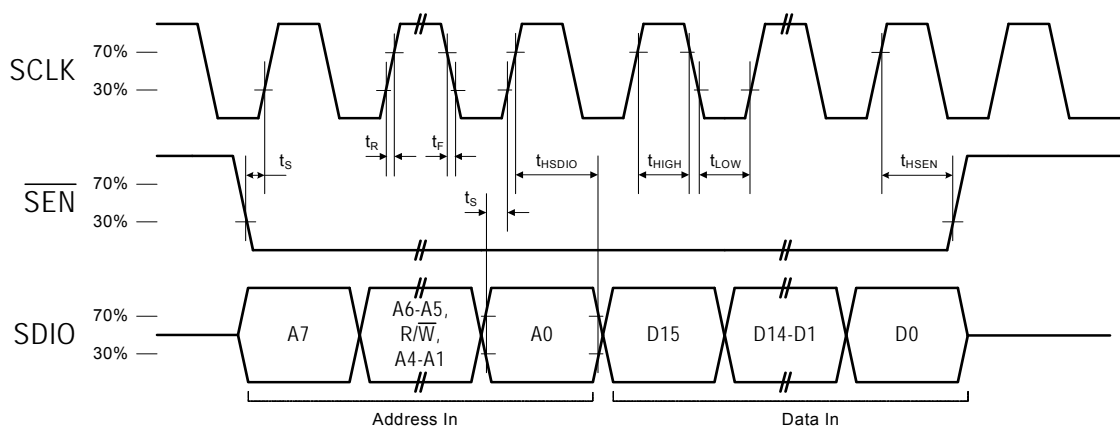 SCLK
70%
30%
tS
tR
tF
tHSDIO
tHIGH
tLOW
tHSEN
SEN
70%
30%
tS
SDIO
70%
30%
A7
A6-A5,
R/W,
A4-A1
A0
D15
D14-D1
D0
Address In
Data In